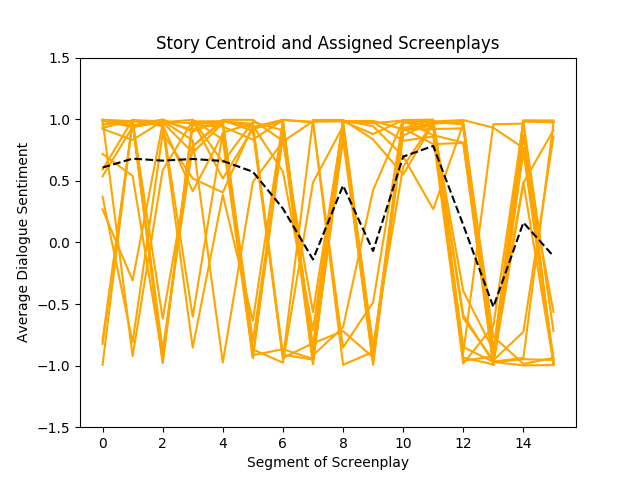 Story Centroid and Assigned Screenplays
1.5
1.0
0.5
0.0
−0.5
−1.0
−1.5
Average Dialogue Sentiment
0 2 4 6 8 10 12 14
Segment of Screenplay